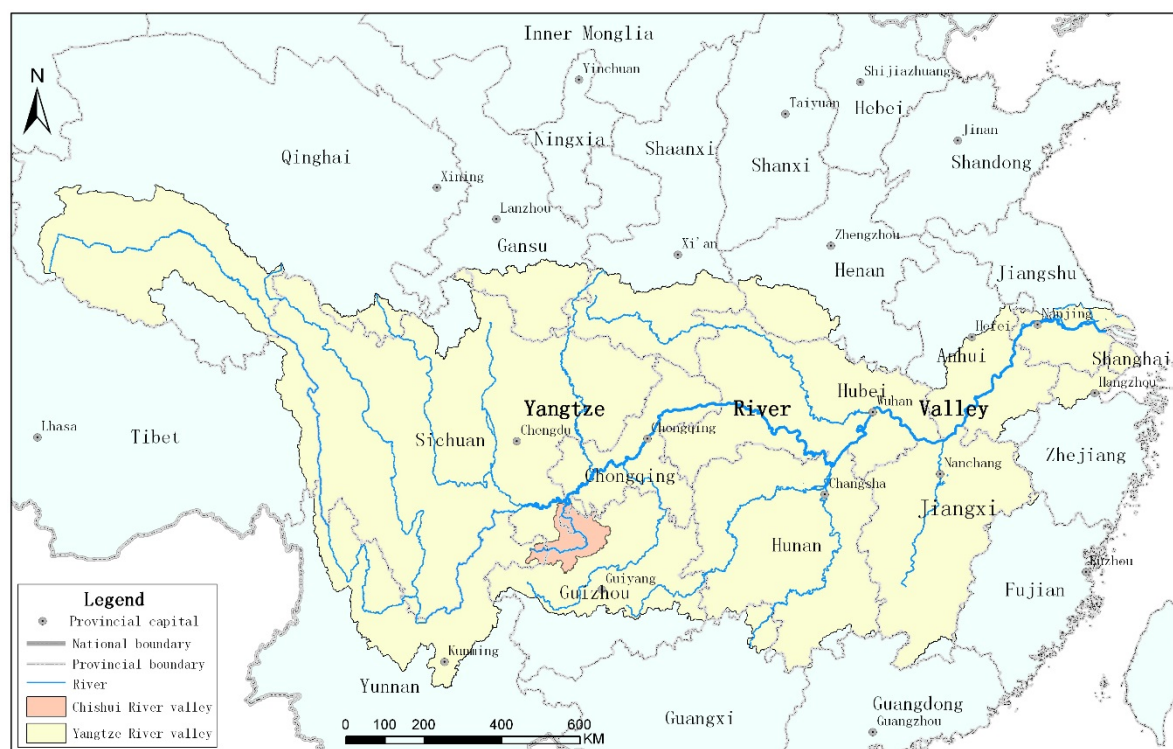 Inner Monglia
N
Yinchuan
Shijiazhuang
Hebei
Taiyuan
Ningxia
Shaanxi
Jinan
Qinghai
Shanxi
Shandong
Xining
Lanzhou
Gansu
Xi'an
Zhengzhou
Henan
Jiangshu
Hefei
Nanjing
Anhui
Shanghai
Hangzhou
Hubei
Wuhan
Yangtze
River
Valley
Lhasa
Tibet
Sichuan
Chengdu
Chongqing
Zhejiang
Chongqing
Nanchang
Changsha
Jiangxi
Hunan
Fuzhou
Guiyang
Guizhou
Fujian
Kunming
Yunnan
Guangxi
Guangdong
Guangzhou
Legend
Provincial capital
National boundary
Provincial boundary
River
Chishui River valley
Yangtze River valley
0 100 200 400 600
KM